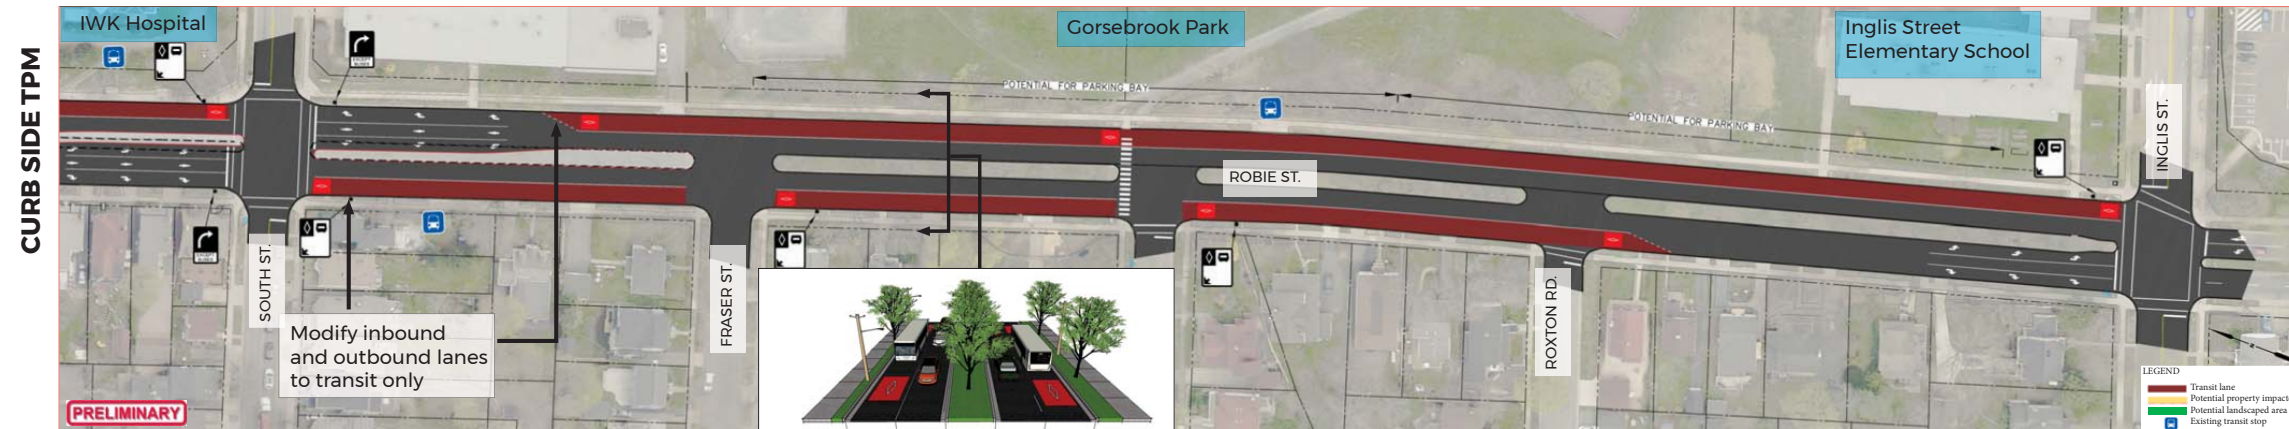 CURB SIDE TPM
IWK Hospital
Gorsebrook Park
Inglis Street
Elementary School
POTENTIAL FOR PARKING BAY
POTENTIAL FOR PARKING BAY
INGLIS ST.
ROBIE ST.
SOUTH ST.
FRASER ST.
ROXTON RD.
Modify inbound
and outbound lanes
to transit only
PRELIMINARY
LEGEND
Transit lane
Potential property impact
Potential landscaped area
Existing transit stop